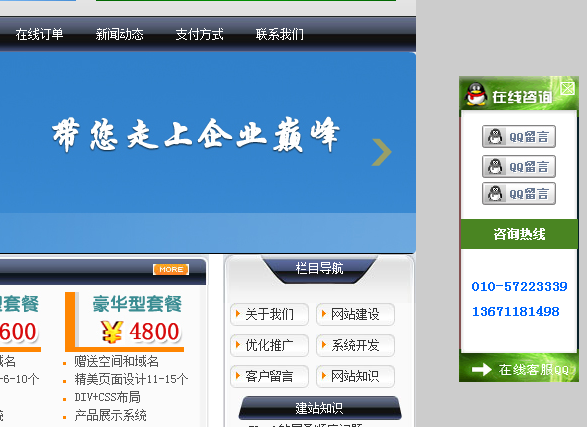 在线订单 新闻动态 支付方式 联系我们
带您走上企业巅峰
MORE
栏目导航
型套餐
600
豪华型套餐
¥ 4800
关于我们 网站建设
优化推广 系统开发
客户留言 网站知识
名
-6-10个
赠送空间和域名
精美页面设计11-15个
DIV+CSS布局
产品展示系统
建站知识
在线咨询
QQ留言
QQ留言
QQ留言
咨询热线
010-57223339
13671181498
在线客服QQ